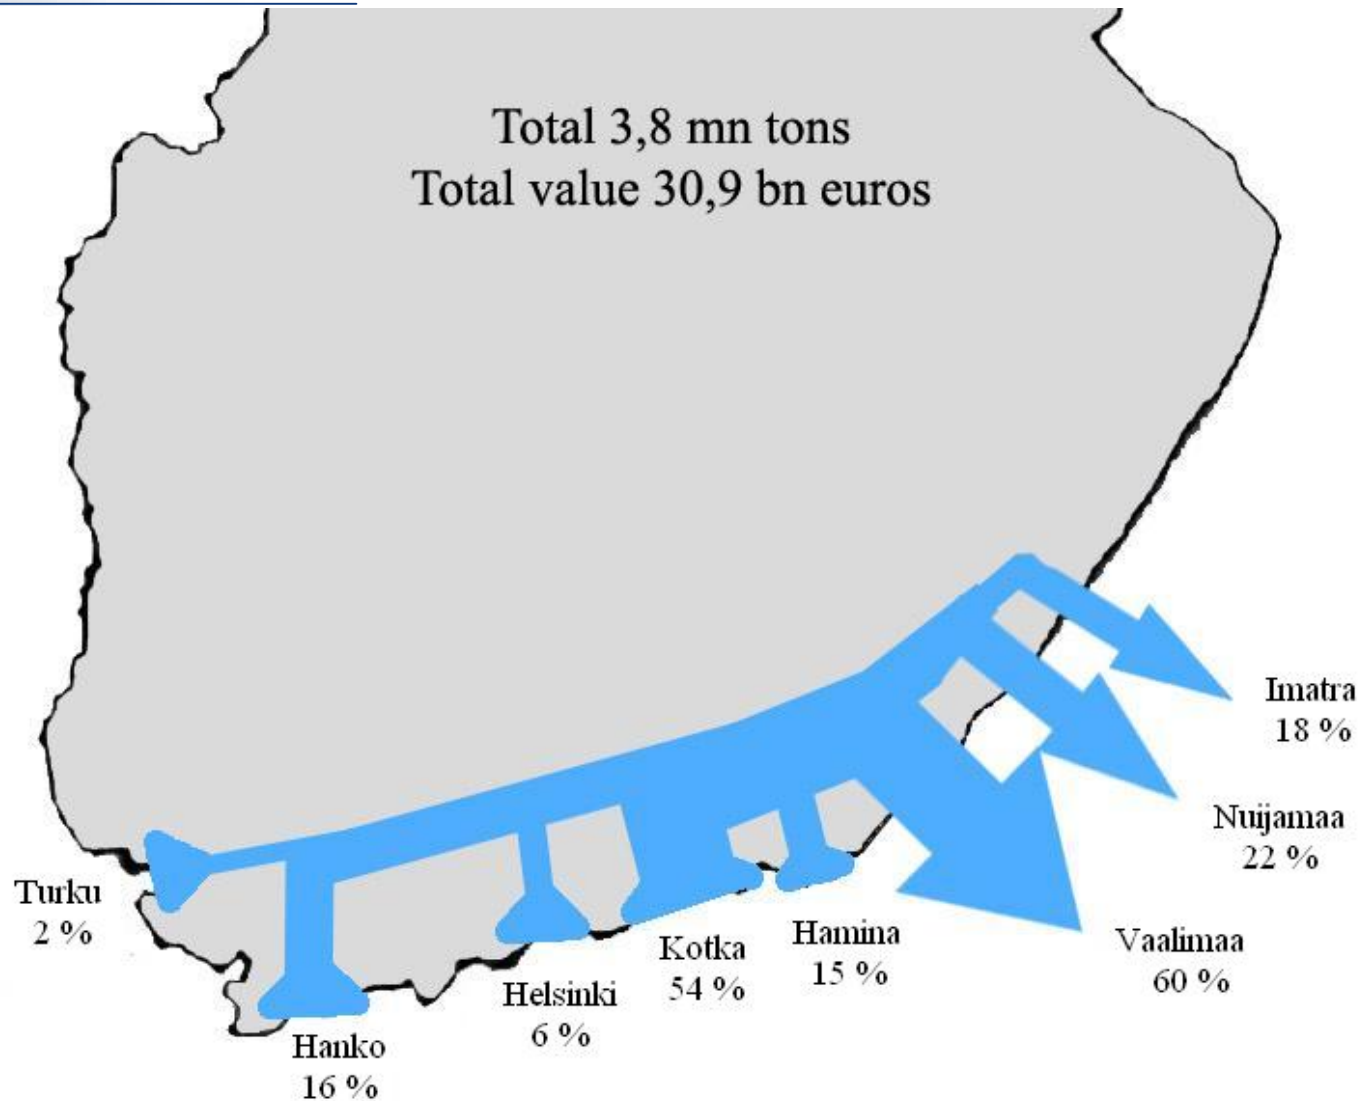 Total 3,8 mn tons
Total value 30,9 bn euros
Imatra
18 %
Nuijamaa
22 %
Turku
2 %
Vaalimaa
60 %
Hamina
15 %
Kotka
54 %
Helsinki
6 %
Hanko
16 %